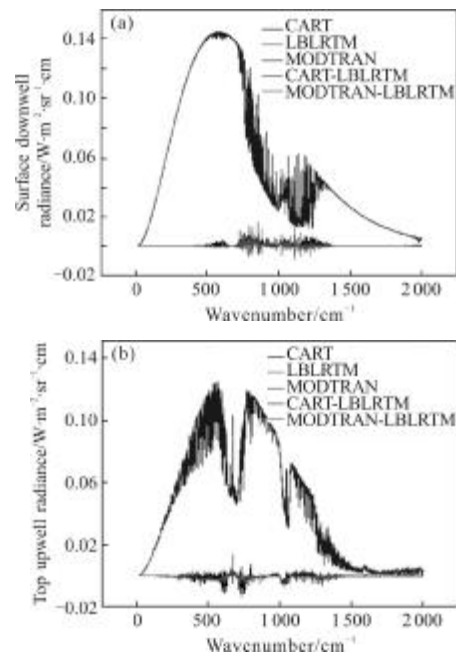 (a)
CART
LBLRTM
MODTRAN
CART-LBLRTM
MODTRAN-LBLRTM
0.14
0.10
0.06
0.02
−0.02
Surface downwell
radiance/W·m⁻²·sr⁻¹·cm
0
500
1 000
1 500
2 000
Wavenumber/cm⁻¹
(b)
CART
LBLRTM
MODTRAN
CART-LBLRTM
MODTRAN-LBLRTM
0.14
0.10
0.06
0.02
−0.02
Top upwell radiance/W·m⁻²·sr⁻¹·cm
0
500
1 000
1 500
2 000
Wavenumber/cm⁻¹